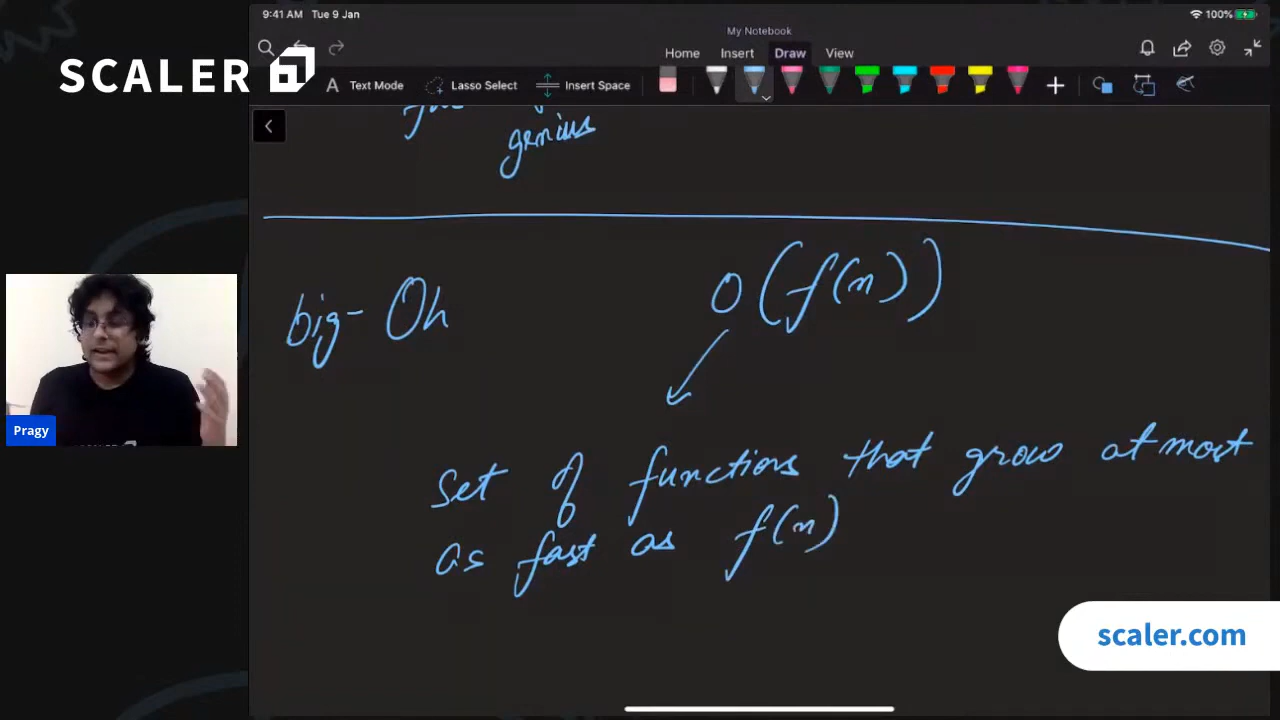 9:41 AM Tue 9 Jan
100%
My Notebook
Home Insert Draw View
SCALER
Text Mode Lasso Select Insert Space
genius
big-Oh O(f(n))
Set of functions that grow at most
as fast as f(n)
Pragy
scaler.com